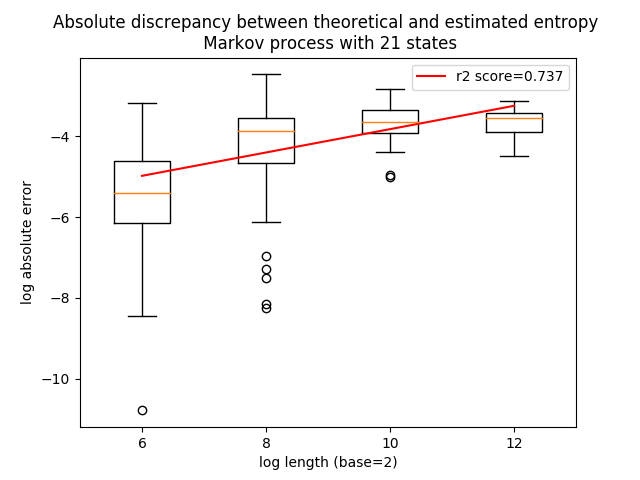 Absolute discrepancy between theoretical and estimated entropy
Markov process with 21 states
r2 score=0.737
log absolute error
−4
−6
−8
−10
6
8
10
12
log length (base=2)